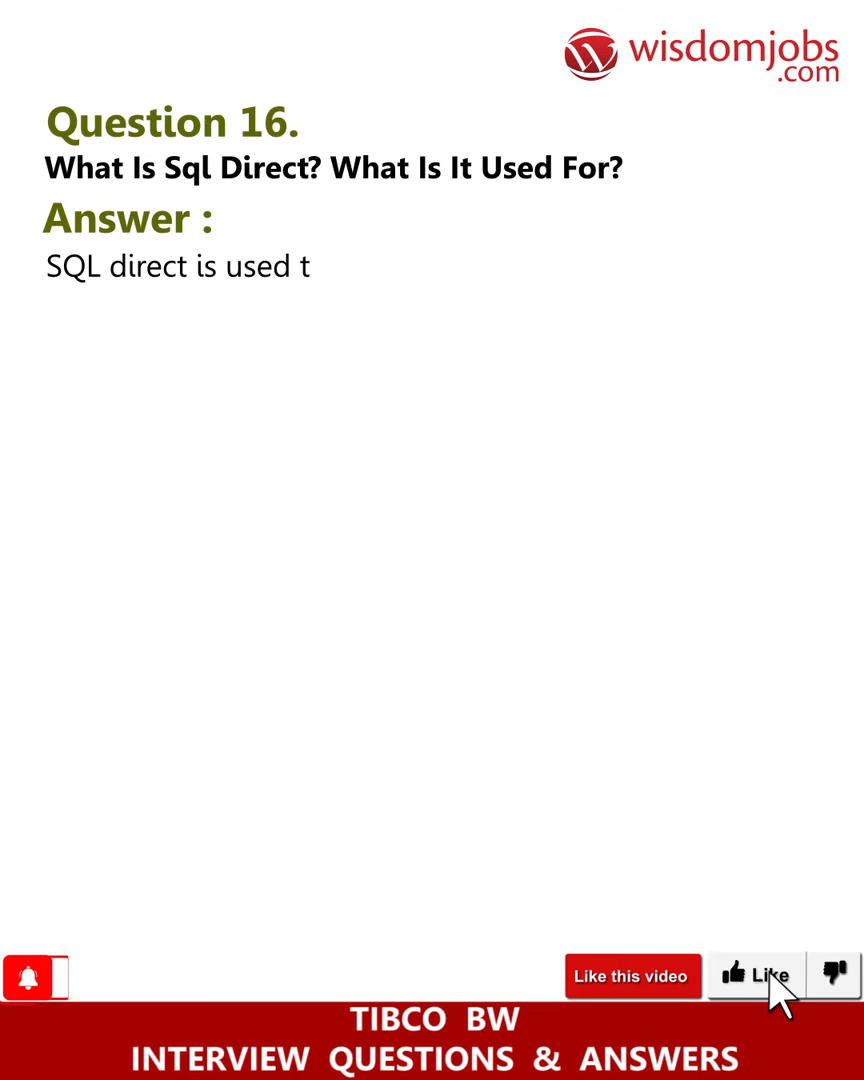 wisdomjobs
.com
Question 16.
What Is Sql Direct? What Is It Used For?
Answer :
SQL direct is used t
Like this video
Like
TIBCO BW
INTERVIEW QUESTIONS & ANSWERS